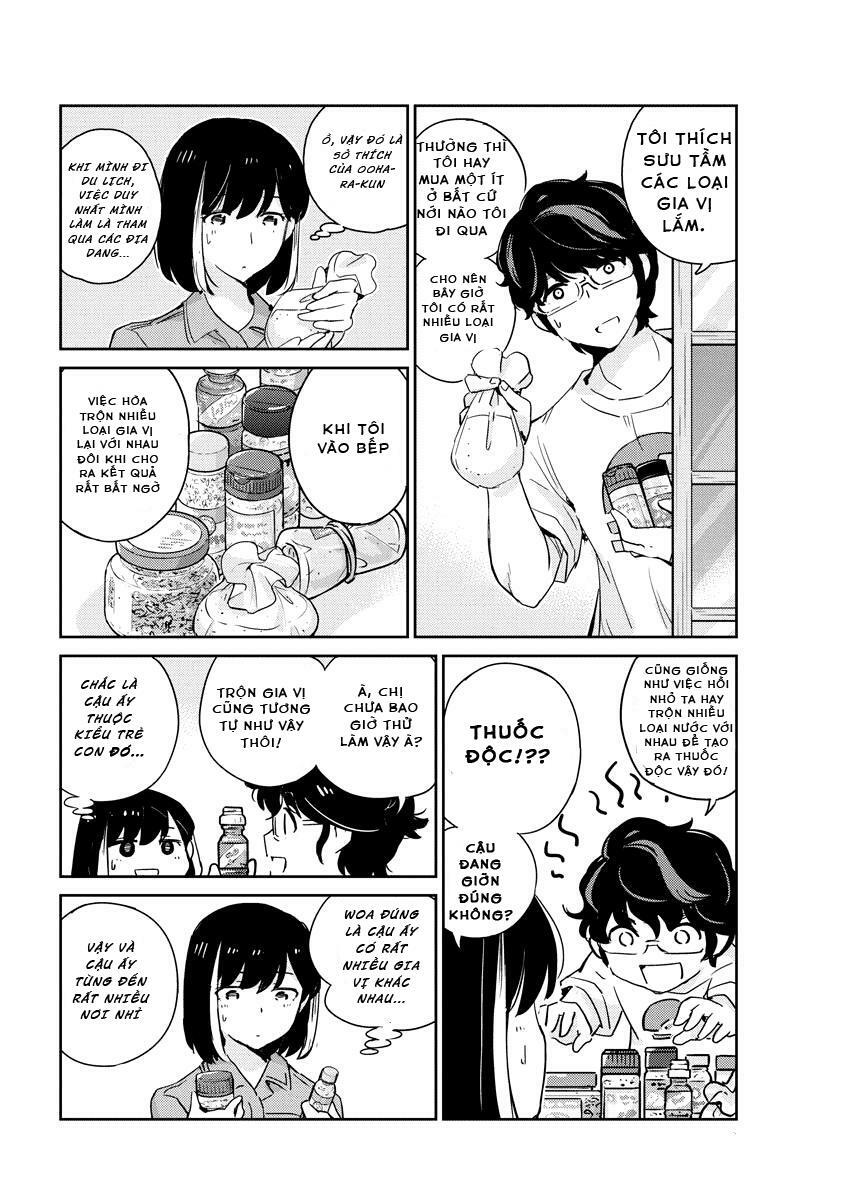 TÔI THÍCH
SƯU TẦM
CÁC LOẠI
GIA VỊ
LẮM.
THƯỜNG THÌ
TÔI HAY
MUA MỘT ÍT
Ở BẤT CỨ
NỞI NÀO TÔI
ĐI QUA
CHO NÊN
BÂY GIỜ
TÔI CÓ RẤT
NHIỀU LOẠI
GIA VỊ
Ồ, VẬY ĐÓ LÀ
SỞ THÍCH
CỦA OOHA-
RA-KUN
KHI MÌNH ĐI
DU LỊCH,
VIỆC DUY
NHẤT MÌNH
LÀM LÀ THAM
QUA CÁC ĐỊA
DANG...
KHI TÔI
VÀO BẾP
VIỆC HÒA
TRỘN NHIỀU
LOẠI GIA VỊ
LẠI VỚI NHAU
ĐÔI KHI CHO
RA KẾT QUẢ
RẤT BẤT NGỜ
CŨNG GIỐNG
NHƯ VIỆC HỒI
NHỎ TA HAY
TRỘN NHIỀU
LOẠI NƯỚC VỚI
NHAU ĐỂ TẠO
RA THUỐC
ĐỘC VẬY ĐÓ!
THUỐC
ĐỘC!??
CẬU
ĐANG
GIỠN
ĐÚNG
KHÔNG?
À, CHỊ
CHƯA BAO
GIỜ THỬ
LÀM VẬY À?
TRỘN GIA VỊ
CŨNG TƯƠNG
TỰ NHƯ VẬY
THÔI!
CHẮC LÀ
CẬU ẤY
THUỘC
KIỂU TRẺ
CON ĐÓ...
WOA ĐÚNG
LÀ CẬU ẤY
CÓ RẤT
NHIỀU GIA
VỊ KHÁC
NHAU...
VẬY VÀ
CẬU ẤY
TỪNG ĐẾN
RẤT NHIỀU
NƠI NHỈ